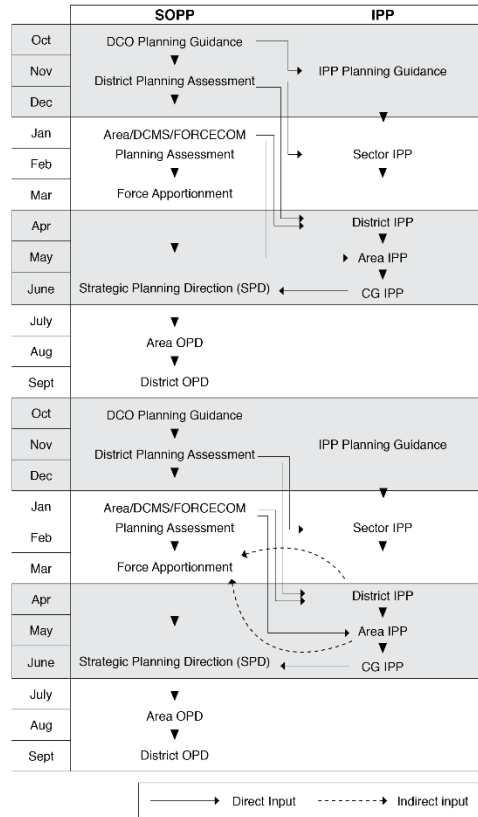 SOPP IPP
Oct DCO Planning Guidance
Nov IPP Planning Guidance
District Planning Assessment
Dec
Jan Area/DCMS/FORCECOM
Feb Planning Assessment Sector IPP
Mar Force Apportionment
Apr District IPP
May Area IPP
June Strategic Planning Direction (SPD) CG IPP
July
Aug Area OPD
Sept District OPD
Oct DCO Planning Guidance
Nov IPP Planning Guidance
District Planning Assessment
Dec
Jan Area/DCMS/FORCECOM
Feb Planning Assessment Sector IPP
Mar Force Apportionment
Apr District IPP
May Area IPP
June Strategic Planning Direction (SPD) CG IPP
July
Aug Area OPD
Sept District OPD
Direct Input Indirect input